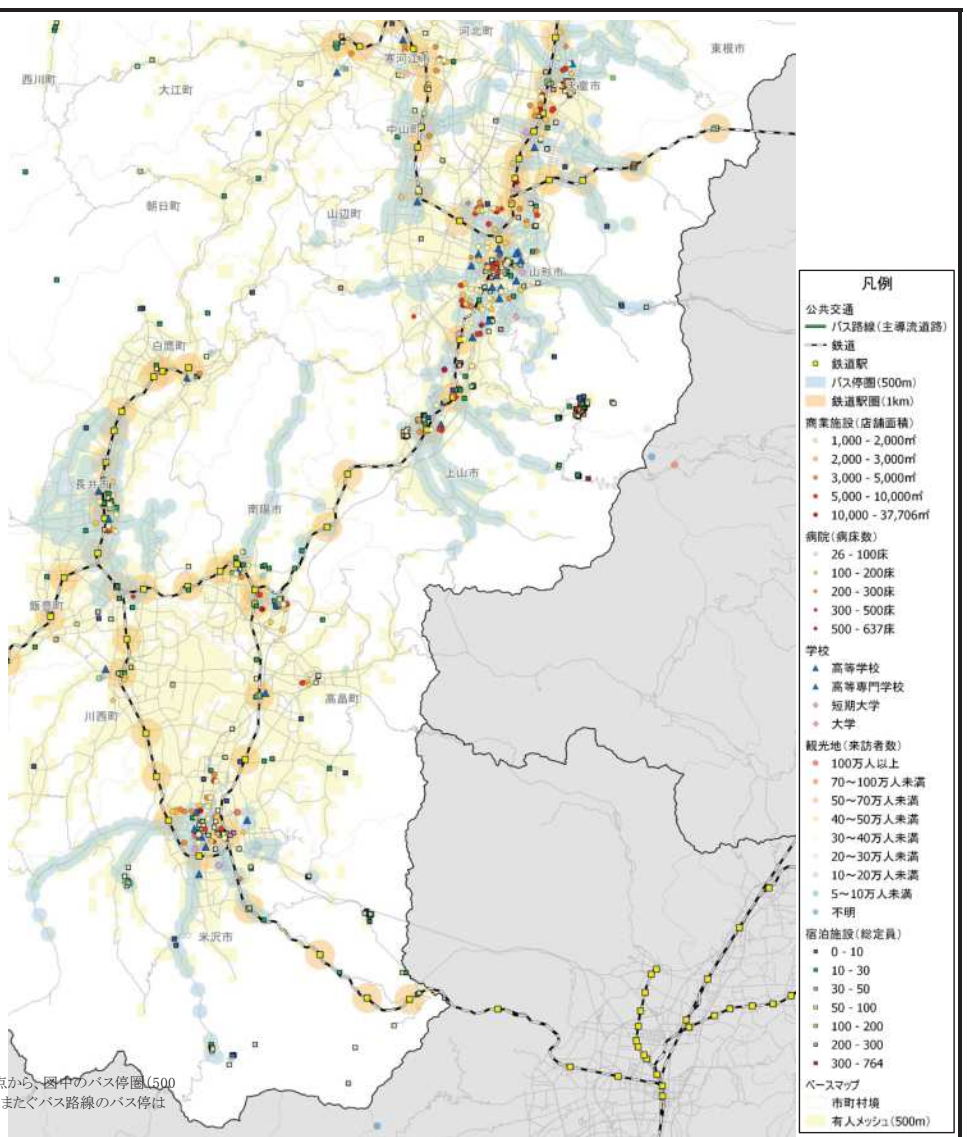 河北町
東根市
寒河江市
西川町
天童市
大江町
中山町
朝日町
山辺町
山形市
白鷹町
上山市
長井市
南陽市
飯豊町
高畠町
川西町
米沢市
点から、図中のバス停圏(500
またぐバス路線のバス停は
凡例
公共交通
バス路線(主導流道路)
鉄道
鉄道駅
バス停圏(500m)
鉄道駅圏(1km)
商業施設(店舗面積)
1,000 - 2,000㎡
2,000 - 3,000㎡
3,000 - 5,000㎡
5,000 - 10,000㎡
10,000 - 37,706㎡
病院(病床数)
26 - 100床
100 - 200床
200 - 300床
300 - 500床
500 - 637床
学校
高等学校
高等専門学校
短期大学
大学
観光地(来訪者数)
100万人以上
70～100万人未満
50～70万人未満
40～50万人未満
30～40万人未満
20～30万人未満
10～20万人未満
5～10万人未満
不明
宿泊施設(総定員)
0 - 10
10 - 30
30 - 50
50 - 100
100 - 200
200 - 300
300 - 764
ベースマップ
市町村境
有人メッシュ(500m)